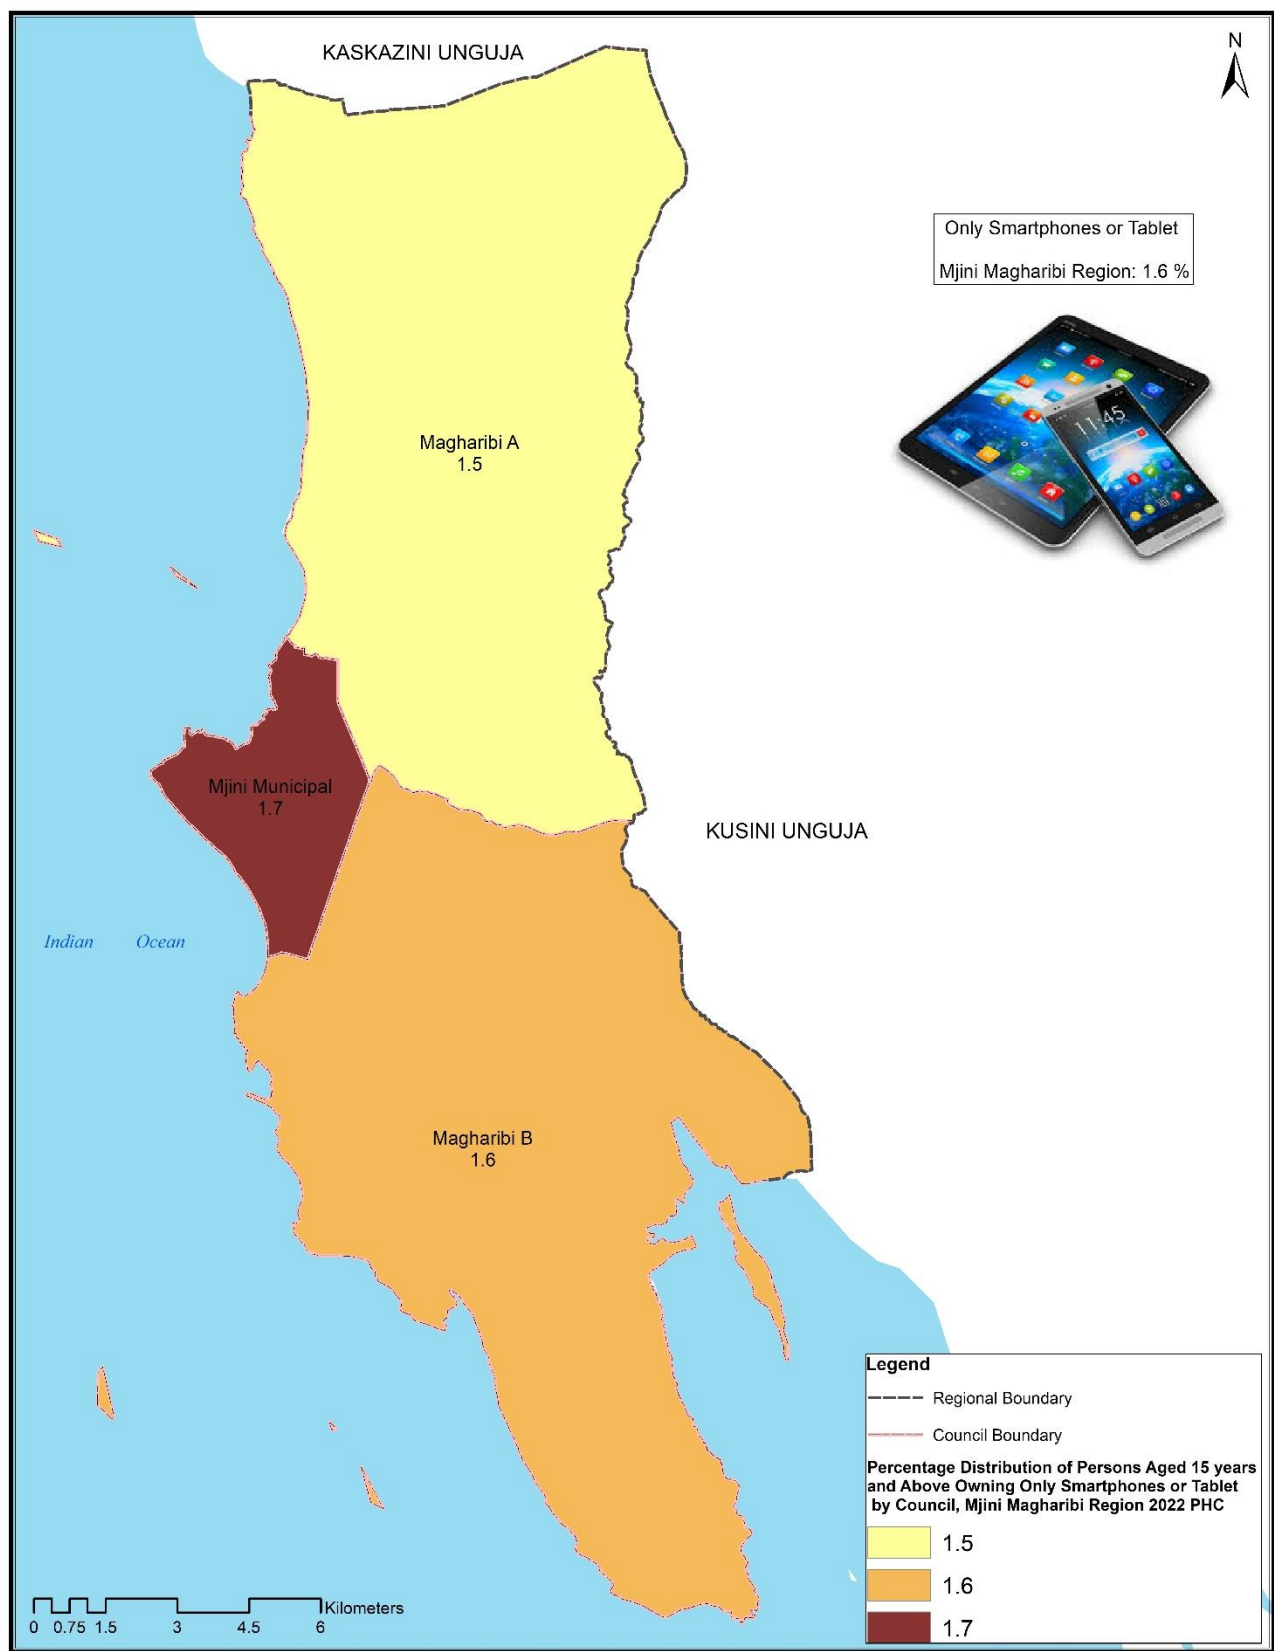 KASKAZINI UNGUJA
N
Only Smartphones or Tablet
Mjini Magharibi Region: 1.6 %
11:45
Magharibi A
1.5
Mjini Municipal
1.7
KUSINI UNGUJA
Indian Ocean
Magharibi B
1.6
Legend
Regional Boundary
Council Boundary
Percentage Distribution of Persons Aged 15 years
and Above Owning Only Smartphones or Tablet
by Council, Mjini Magharibi Region 2022 PHC
1.5
1.6
1.7
Kilometers
0 0.75 1.5 3 4.5 6